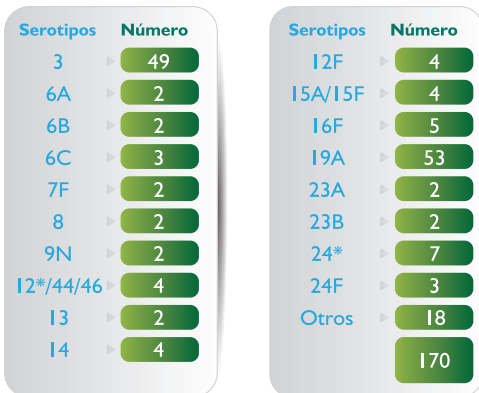 Serotipos Número
3 49
6A 2
6B 2
6C 3
7F 2
8 2
9N 2
12*/44/46 4
13 2
14 4
Serotipos Número
12F 4
15A/15F 4
16F 5
19A 53
23A 2
23B 2
24* 7
24F 3
Otros 18
170